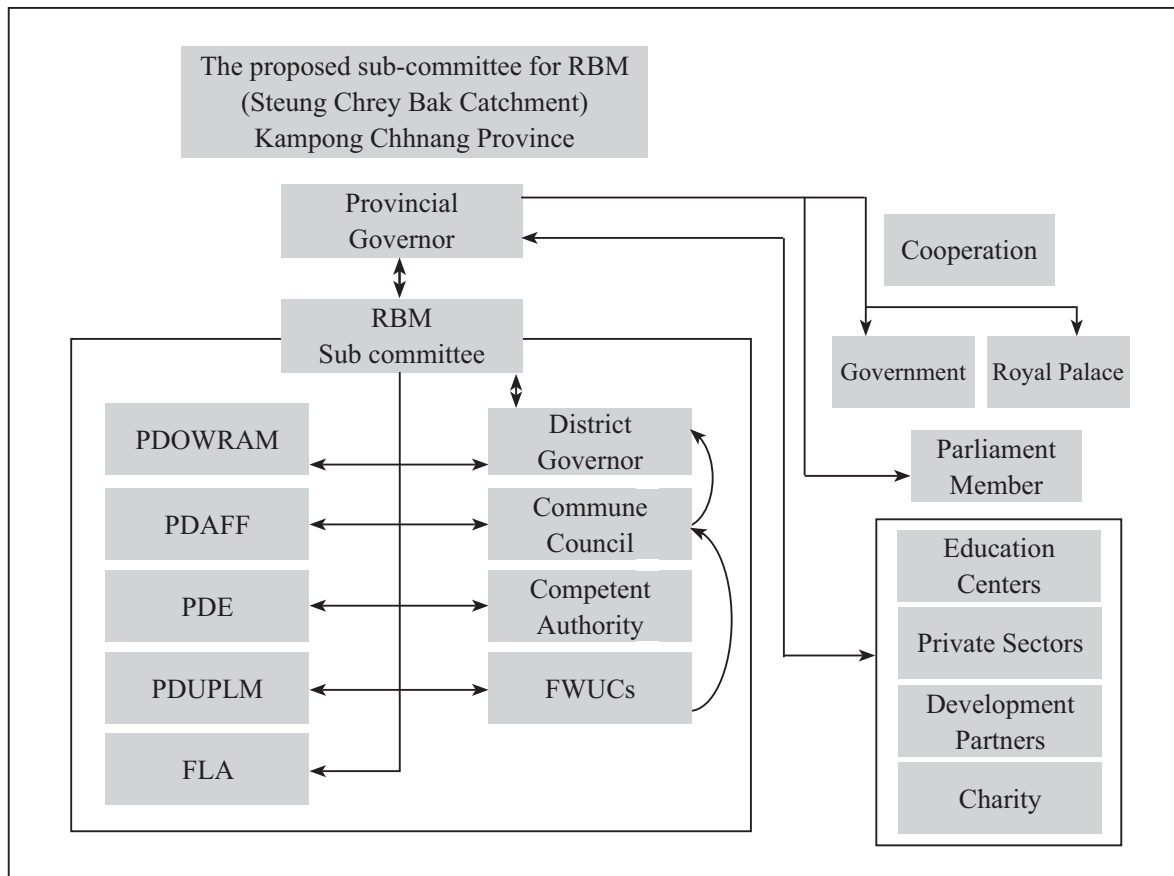 The proposed sub-committee for RBM
(Steung Chrey Bak Catchment)
Kampong Chhnang Province
Provincial
Governor
Cooperation
RBM
Sub committee
Government
Royal Palace
PDOWRAM
District
Governor
Parliament
Member
PDAFF
Commune
Council
Education
Centers
PDE
Competent
Authority
Private Sectors
PDUPLM
FWUCs
Development
Partners
FLA
Charity